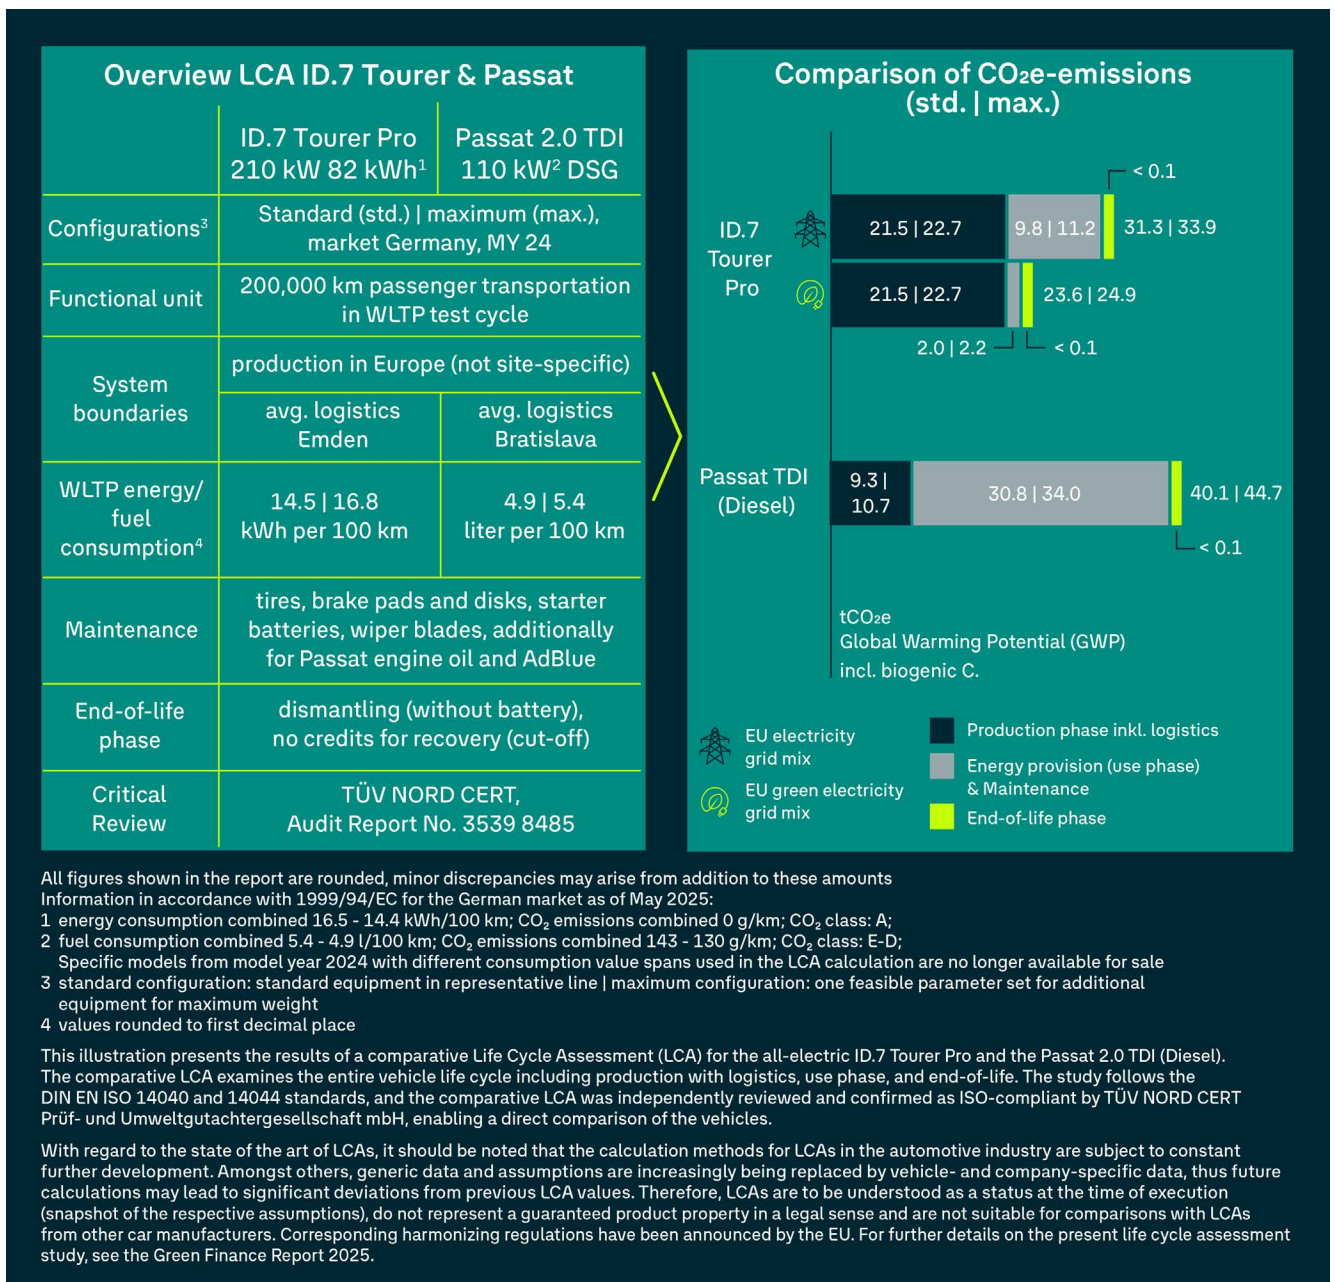 Overview LCA ID.7 Tourer & Passat
ID.7 Tourer Pro
210 kW 82 kWh¹
Passat 2.0 TDI
110 kW² DSG
Configurations³
Standard (std.) | maximum (max.),
market Germany, MY 24
Functional unit
200,000 km passenger transportation
in WLTP test cycle
System
boundaries
production in Europe (not site-specific)
avg. logistics
Emden
avg. logistics
Bratislava
WLTP energy/
fuel
consumption⁴
14.5 | 16.8
kWh per 100 km
4.9 | 5.4
liter per 100 km
Maintenance
tires, brake pads and disks, starter
batteries, wiper blades, additionally
for Passat engine oil and AdBlue
End-of-life
phase
dismantling (without battery),
no credits for recovery (cut-off)
Critical
Review
TÜV NORD CERT,
Audit Report No. 3539 8485
Comparison of CO₂e-emissions
(std. | max.)
ID.7
Tourer
Pro
21.5 | 22.7
9.8 | 11.2
< 0.1
31.3 | 33.9
21.5 | 22.7
23.6 | 24.9
2.0 | 2.2
< 0.1
Passat TDI
(Diesel)
9.3 |
10.7
30.8 | 34.0
40.1 | 44.7
< 0.1
tCO₂e
Global Warming Potential (GWP)
incl. biogenic C.
EU electricity
grid mix
EU green electricity
grid mix
Production phase inkl. logistics
Energy provision (use phase)
& Maintenance
End-of-life phase
All figures shown in the report are rounded, minor discrepancies may arise from addition to these amounts
Information in accordance with 1999/94/EC for the German market as of May 2025:
1 energy consumption combined 16.5 - 14.4 kWh/100 km; CO₂ emissions combined 0 g/km; CO₂ class: A;
2 fuel consumption combined 5.4 - 4.9 l/100 km; CO₂ emissions combined 143 - 130 g/km; CO₂ class: E-D;
Specific models from model year 2024 with different consumption value spans used in the LCA calculation are no longer available for sale
3 standard configuration: standard equipment in representative line | maximum configuration: one feasible parameter set for additional
equipment for maximum weight
4 values rounded to first decimal place
This illustration presents the results of a comparative Life Cycle Assessment (LCA) for the all-electric ID.7 Tourer Pro and the Passat 2.0 TDI (Diesel).
The comparative LCA examines the entire vehicle life cycle including production with logistics, use phase, and end-of-life. The study follows the
DIN EN ISO 14040 and 14044 standards, and the comparative LCA was independently reviewed and confirmed as ISO-compliant by TÜV NORD CERT
Prüf- und Umweltgutachtergesellschaft mbH, enabling a direct comparison of the vehicles.
With regard to the state of the art of LCAs, it should be noted that the calculation methods for LCAs in the automotive industry are subject to constant
further development. Amongst others, generic data and assumptions are increasingly being replaced by vehicle- and company-specific data, thus future
calculations may lead to significant deviations from previous LCA values. Therefore, LCAs are to be understood as a status at the time of execution
(snapshot of the respective assumptions), do not represent a guaranteed product property in a legal sense and are not suitable for comparisons with LCAs
from other car manufacturers. Corresponding harmonizing regulations have been announced by the EU. For further details on the present life cycle assessment
study, see the Green Finance Report 2025.